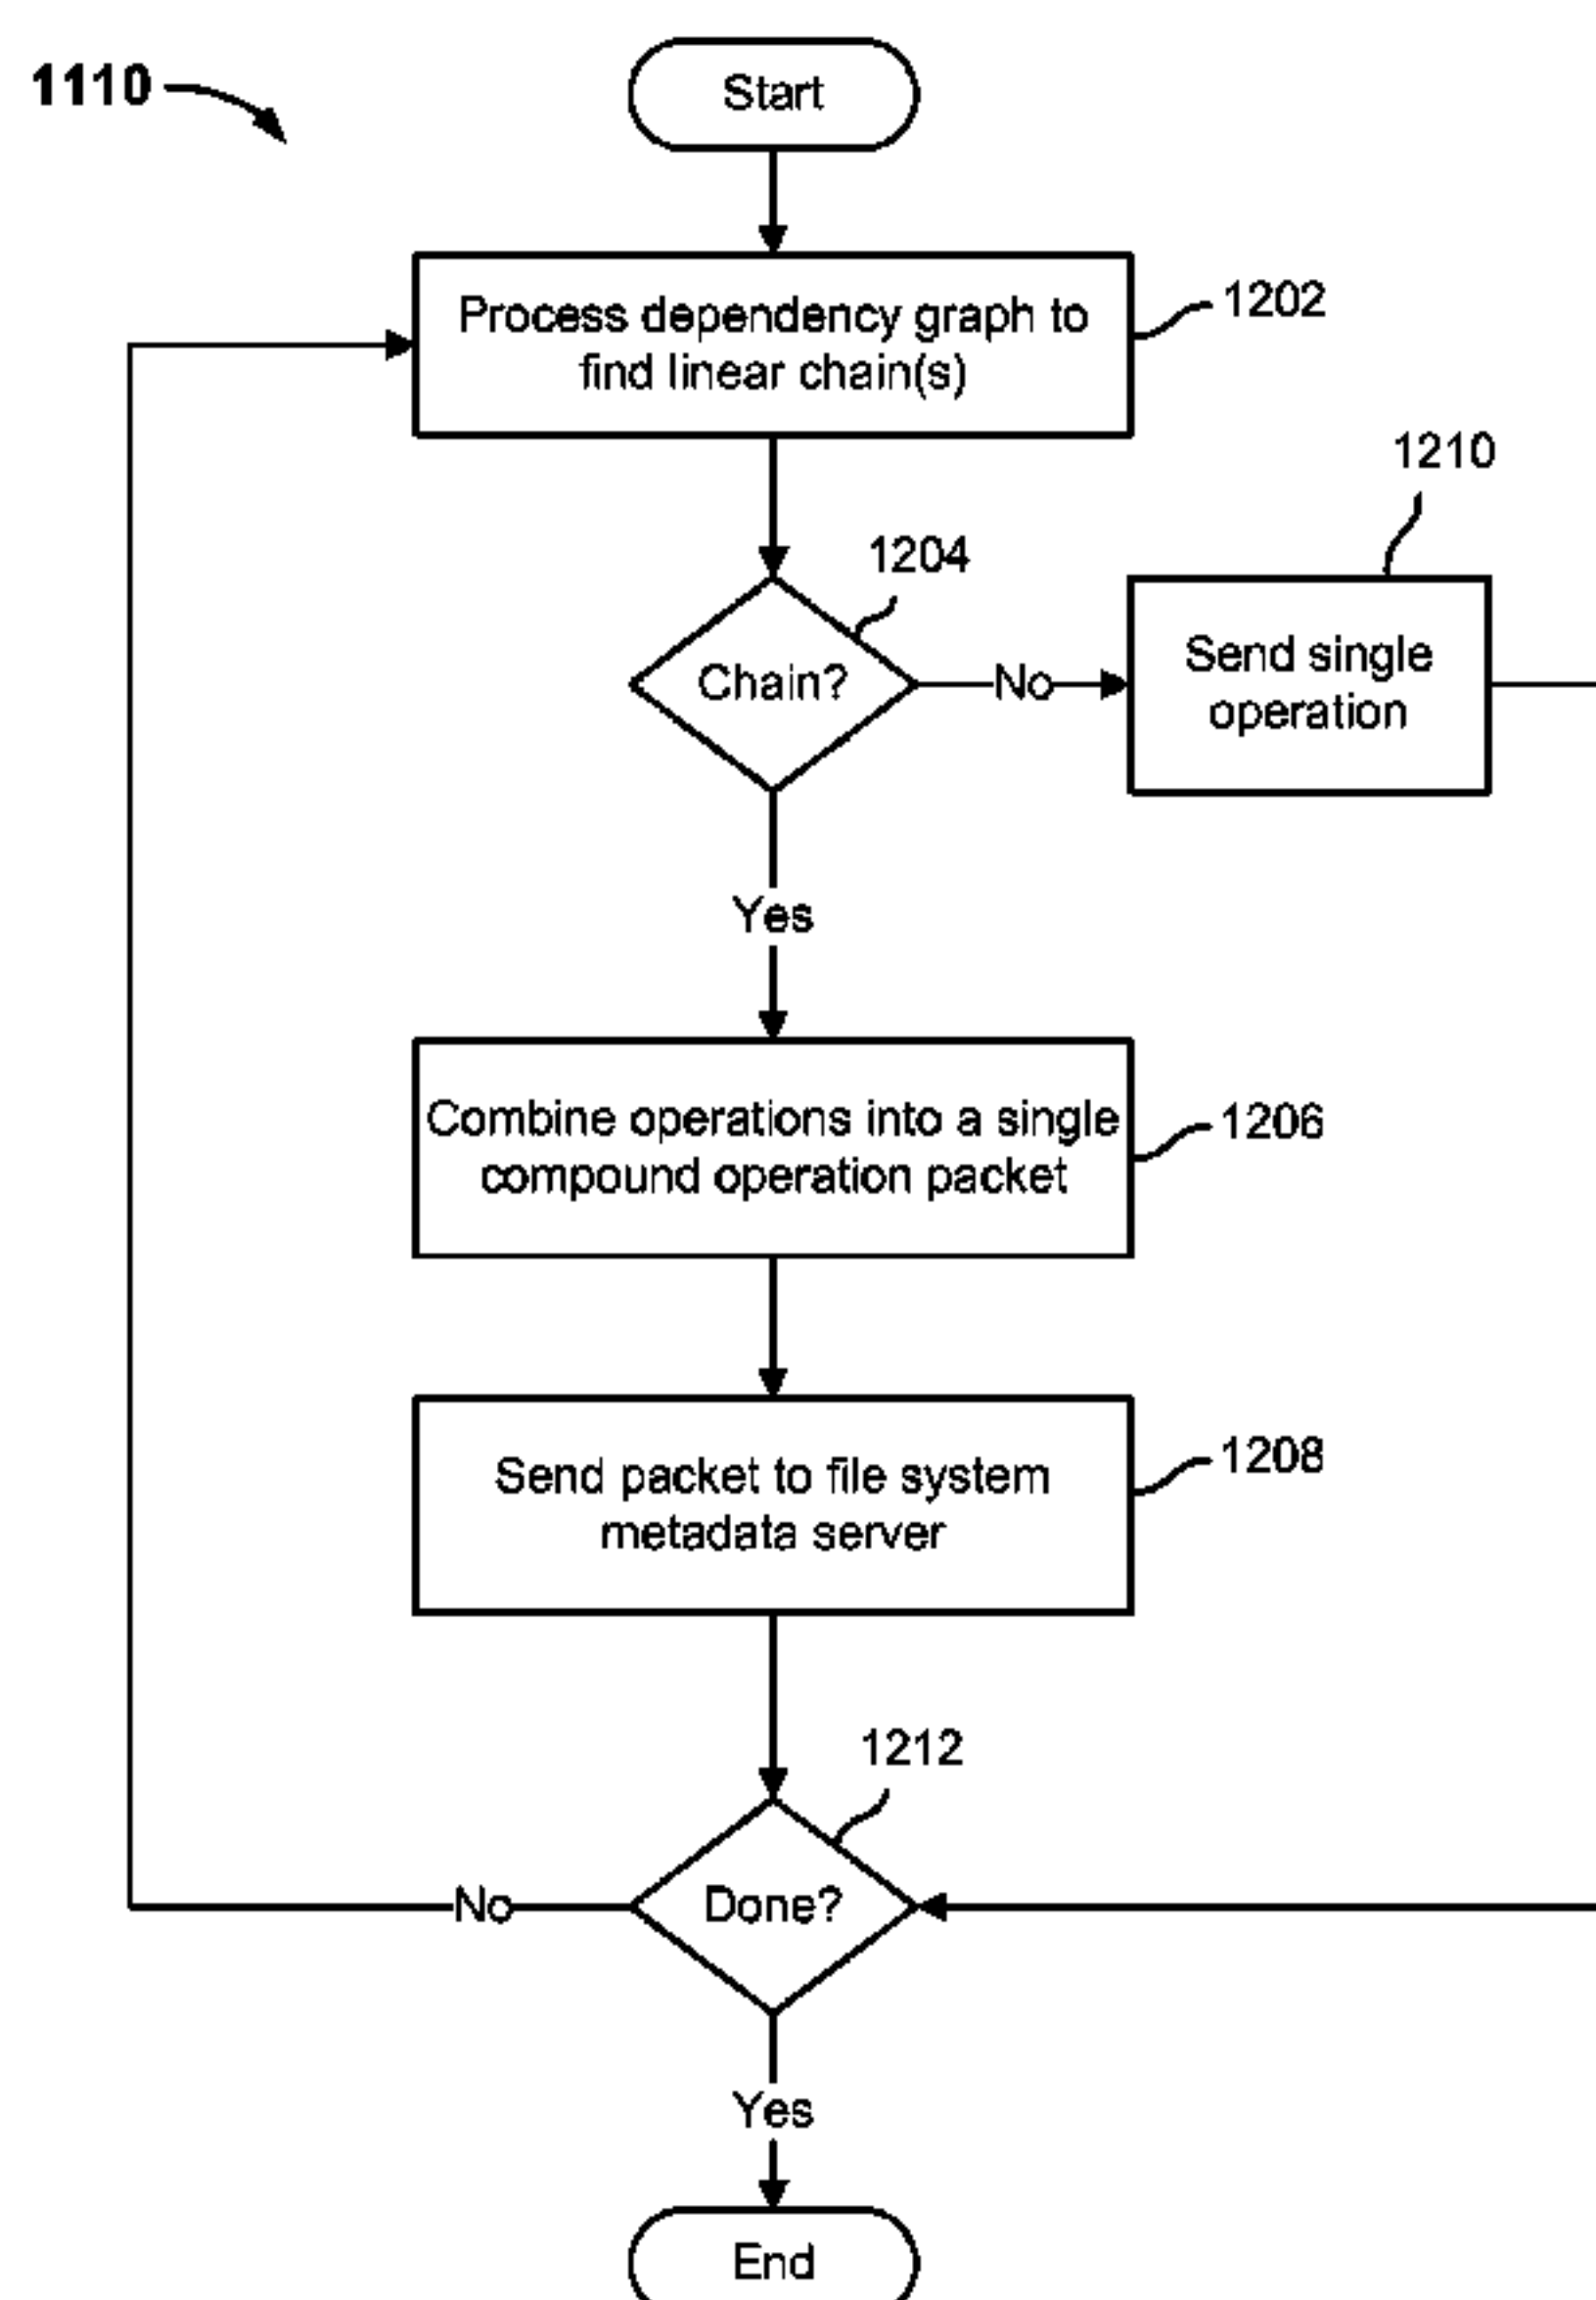 1110
Start
Process dependency graph to
find linear chain(s)
1202
1210
1204
Chain?
No
Send single
operation
Yes
Combine operations into a single
compound operation packet
1206
Send packet to file system
metadata server
1208
1212
Done?
No
Yes
End